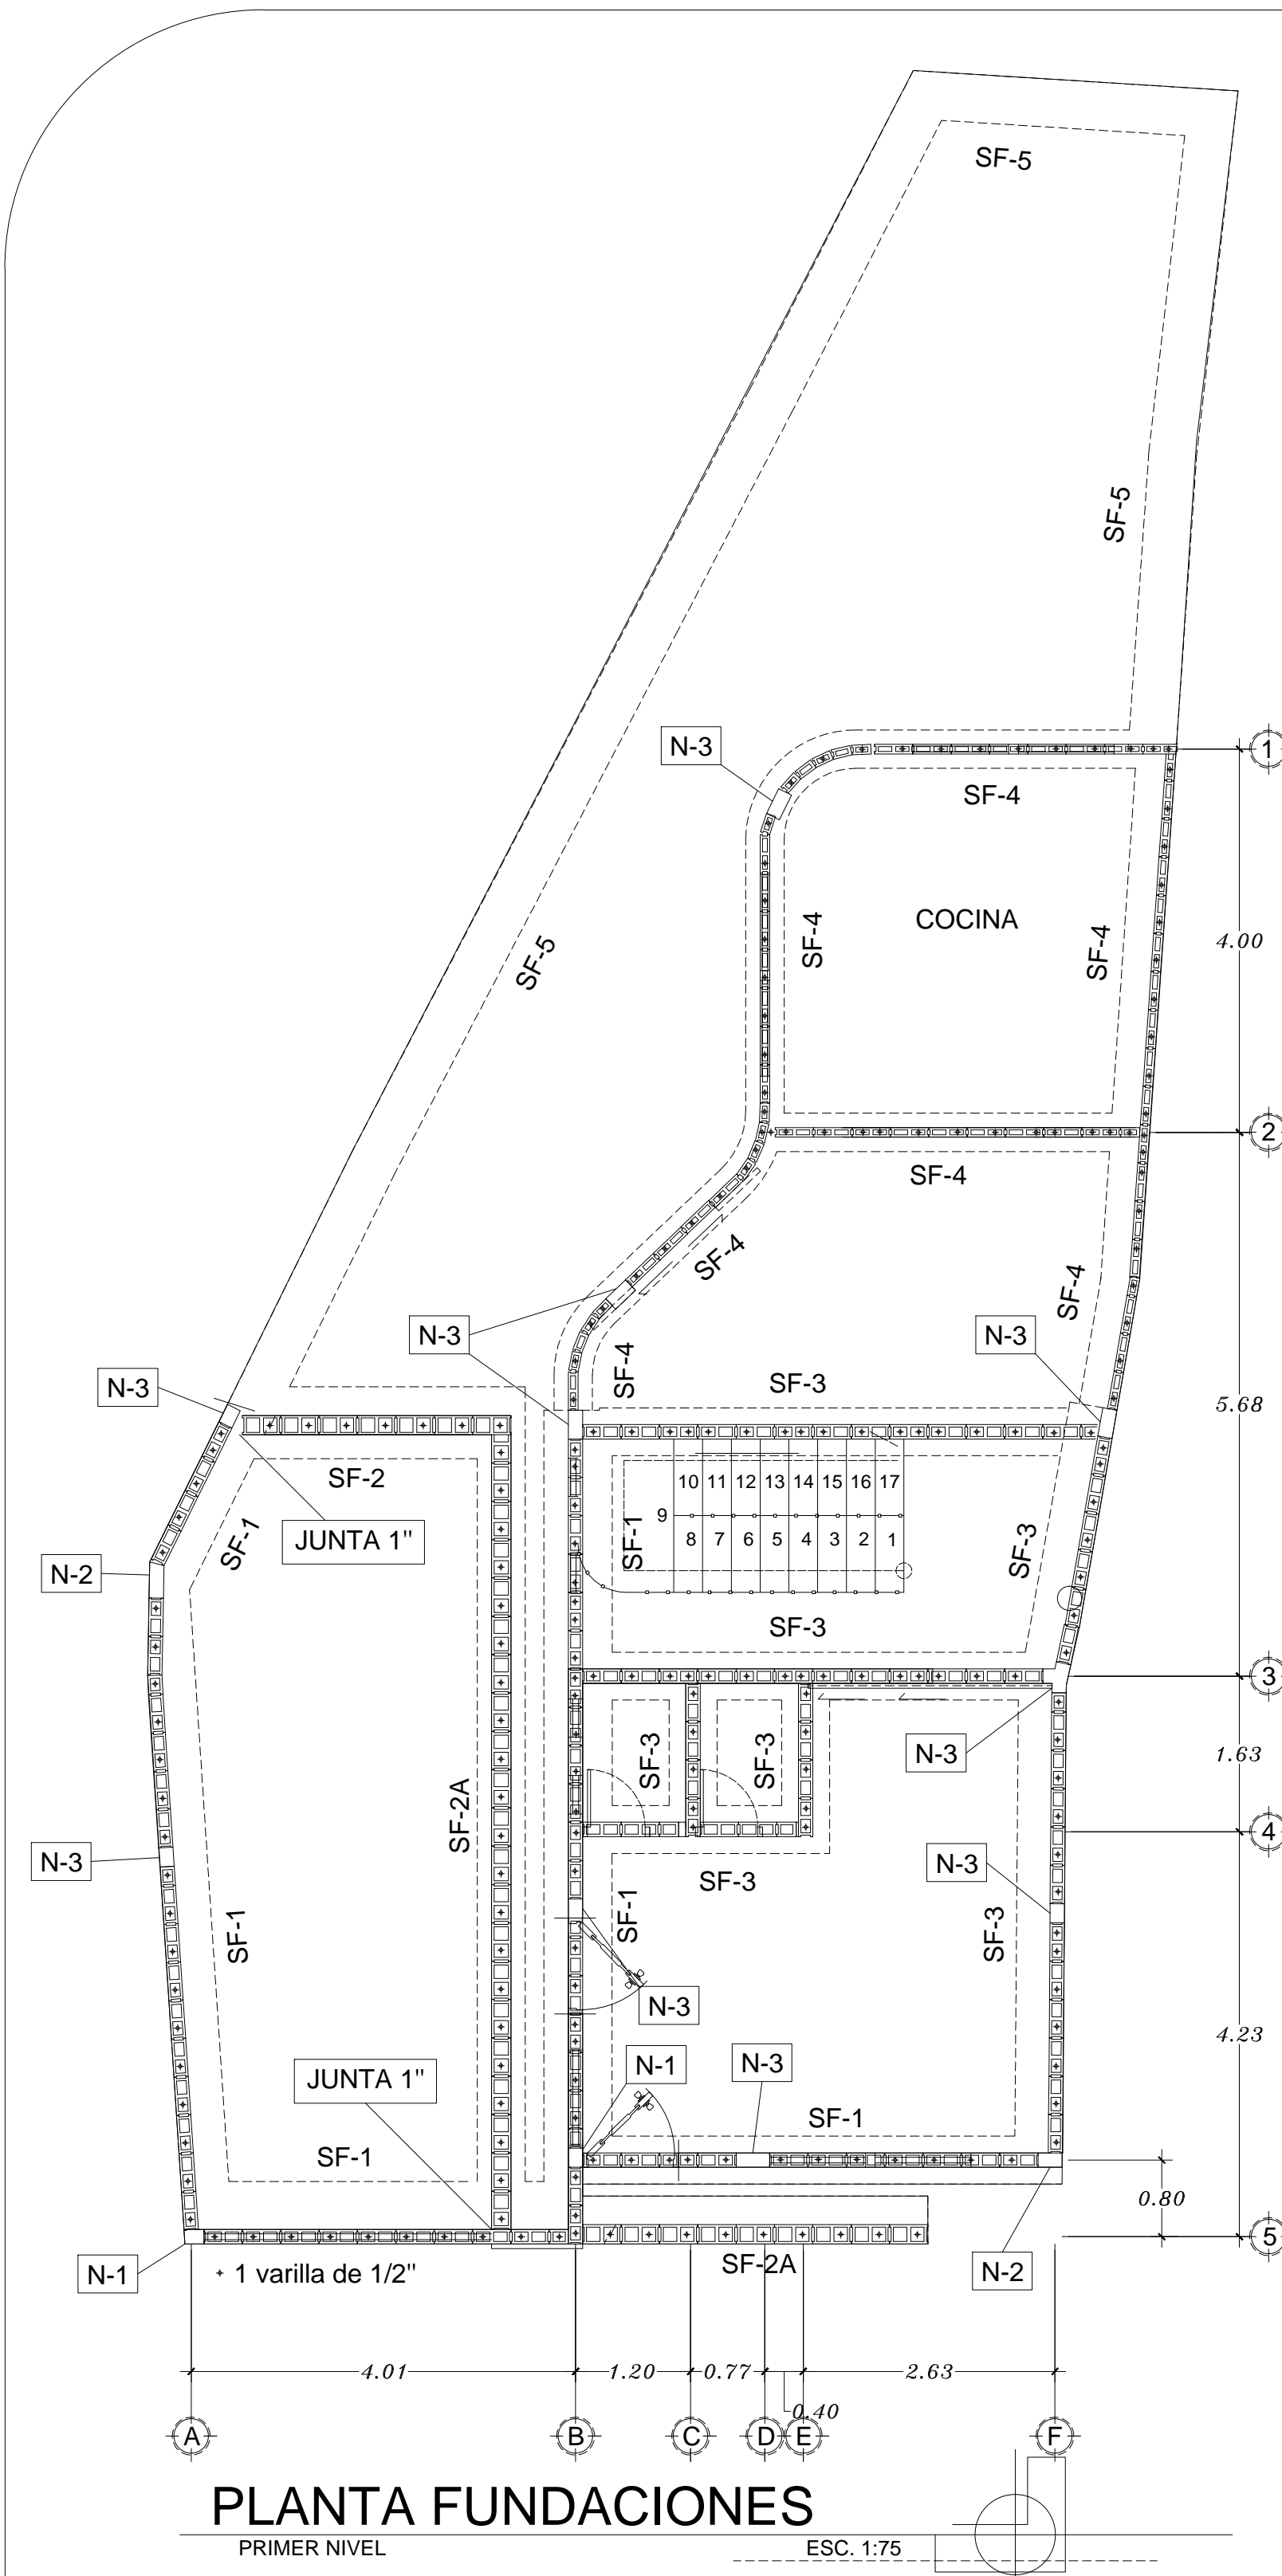 SF-5
SF-5
N-3
1
SF-4
SF-4
COCINA
SF-4
4.00
SF-5
2
SF-4
SF-4
SF-4
N-3
N-3
SF-4
N-3
SF-3
5.68
SF-2
10 11 12 13 14 15 16 17
9
8 7 6 5 4 3 2 1
SF-1
JUNTA 1"
SF-1
SF-3
N-2
SF-3
3
SF-3
SF-3
N-3
1.63
SF-2A
4
N-3
N-3
SF-3
SF-1
SF-1
SF-3
N-3
4.23
N-1
N-3
JUNTA 1"
SF-1
SF-1
0.80
5
N-1
+ 1 varilla de 1/2"
SF-2A
N-2
4.01 1.20 0.77 2.63
0.40
A B C D E F
PLANTA FUNDACIONES
PRIMER NIVEL
ESC. 1:75